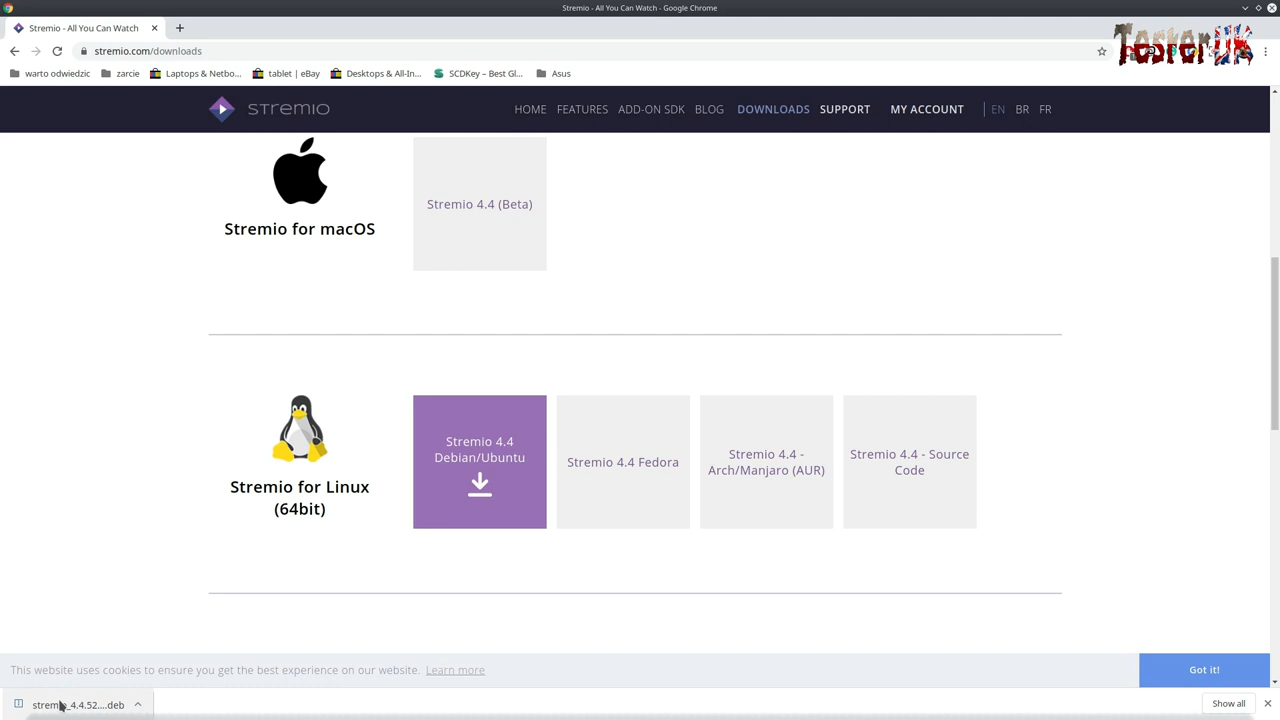 Stremio - All You Can Watch - Google Chrome
Stremio - All You Can Watch
stremio.com/downloads
TesterUK
warto odwiedzic
zarcie
Laptops & Netbo...
tablet | eBay
Desktops & All-In...
SCDKey – Best Gl...
Asus
STREMIO
HOME
FEATURES
ADD-ON SDK
BLOG
DOWNLOADS
SUPPORT
MY ACCOUNT
EN
BR
FR
Stremio for macOS
Stremio 4.4 (Beta)
Stremio for Linux
(64bit)
Stremio 4.4
Debian/Ubuntu
Stremio 4.4 Fedora
Stremio 4.4 -
Arch/Manjaro (AUR)
Stremio 4.4 - Source
Code
This website uses cookies to ensure you get the best experience on our website. Learn more
Got it!
stremio_4.4.52....deb
Show all